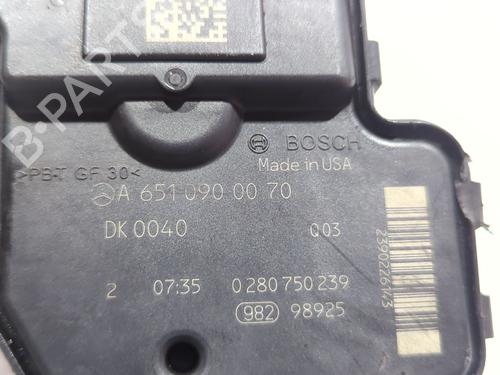 B-PARTS
BOSCH
Made in USA
>PBT GF 30<
A 651 090 00 70
DK 0040 Q03
2 07:35 0 280 750 239
982 98925
2390226143